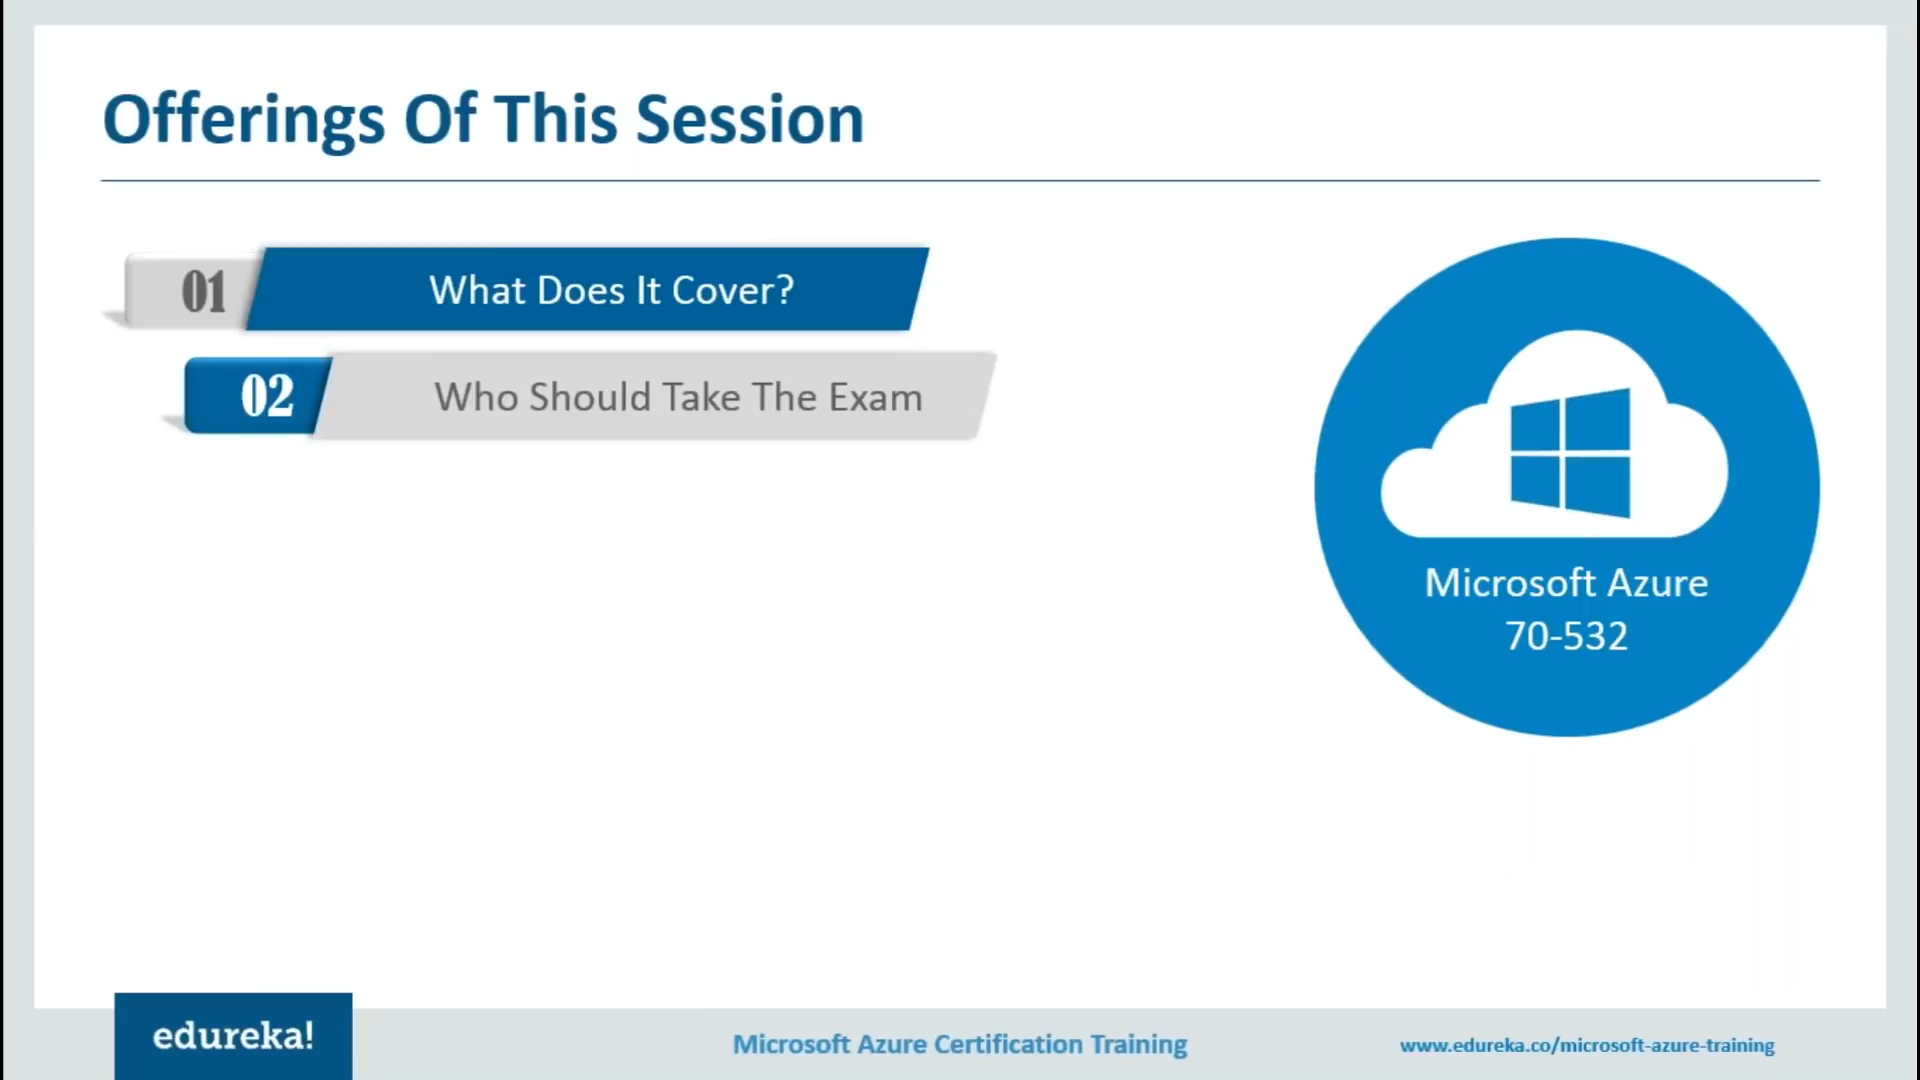 Offerings Of This Session
01
What Does It Cover?
02
Who Should Take The Exam
Microsoft Azure
70-532
edureka!
Microsoft Azure Certification Training
www.edureka.co/microsoft-azure-training